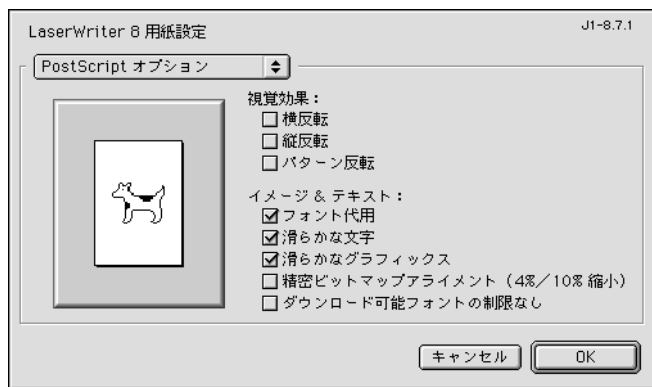 LaserWriter 8 用紙設定
J1-8.7.1
PostScript オプション
視覚効果：
横反転
縦反転
パターン反転
イメージ & テキスト：
フォント代用
滑らかな文字
滑らかなグラフィックス
精密ビットマップアライメント（4%／10% 縮小）
ダウンロード可能フォントの制限なし
キャンセル
OK